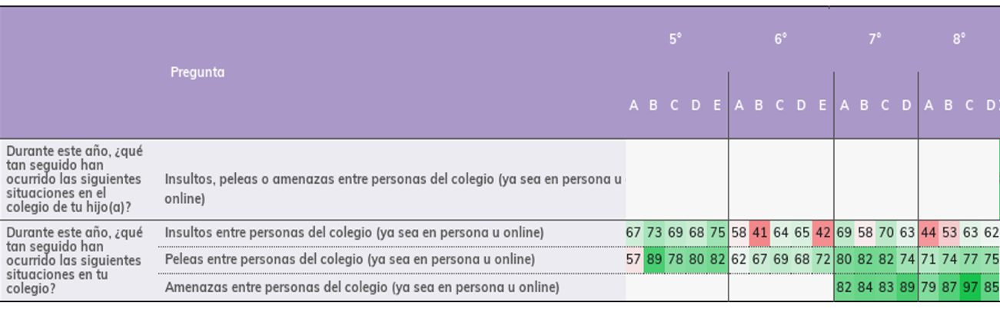 5° 6° 7° 8°
Pregunta
A B C D E A B C D E A B C D A B C D
Durante este año, ¿qué
tan seguido han
ocurrido las siguientes
situaciones en el
colegio de tu hijo(a)?
Insultos, peleas o amenazas entre personas del colegio (ya sea en persona u
online)
Durante este año, ¿qué
tan seguido han
ocurrido las siguientes
situaciones en tu
colegio?
Insultos entre personas del colegio (ya sea en persona u online) 67 73 69 68 75 58 41 64 65 42 69 58 70 63 44 53 63 62
Peleas entre personas del colegio (ya sea en persona u online) 57 89 78 80 82 62 67 69 68 72 80 82 82 74 71 74 77 75
Amenazas entre personas del colegio (ya sea en persona u online) 82 84 83 89 79 87 97 85